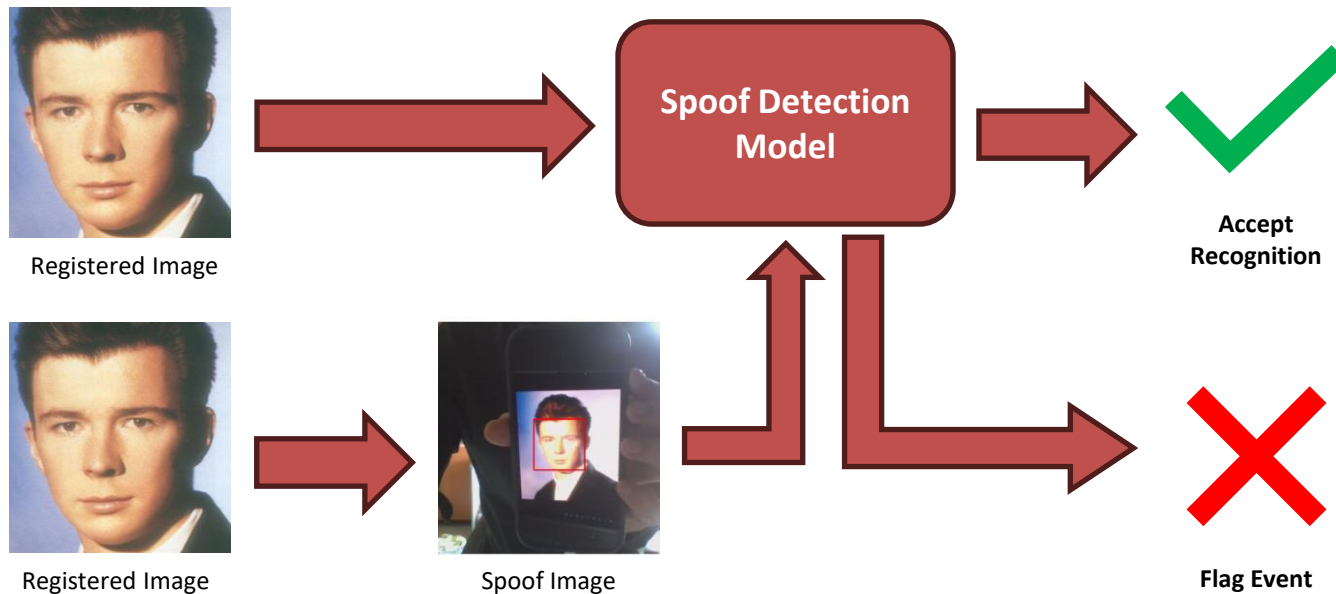 Spoof Detection
Model
Registered Image
Accept
Recognition
Registered Image
Spoof Image
Flag Event